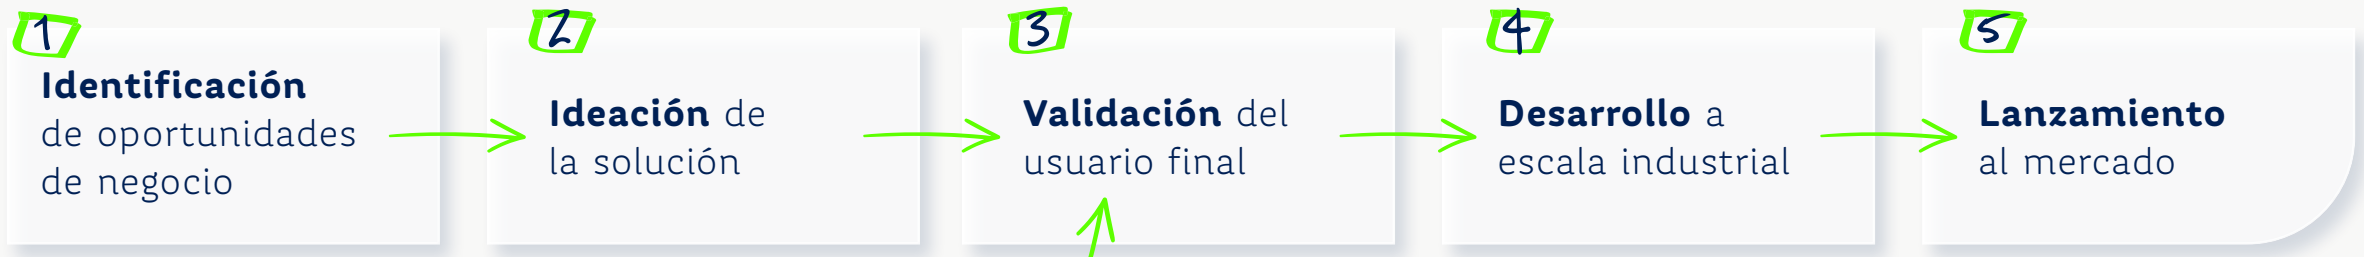 1
Identificación
de oportunidades
de negocio
2
Ideación de
la solución
3
Validación del
usuario final
4
Desarrollo a
escala industrial
5
Lanzamiento
al mercado